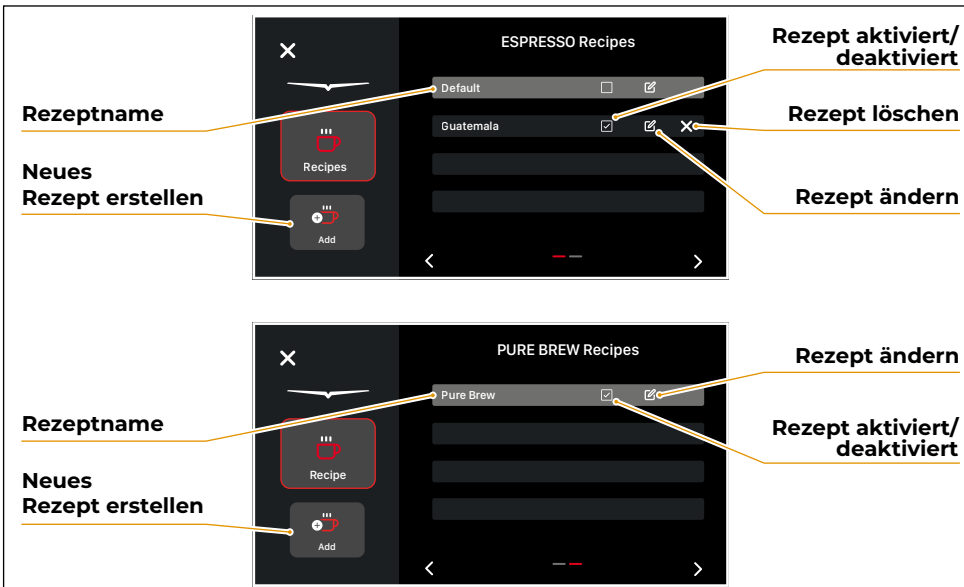 ESPRESSO Recipes
Rezept aktiviert/
deaktiviert
Default
Rezeptname
Rezept löschen
Guatemala
Recipes
Neues
Rezept erstellen
Rezept ändern
Add
PURE BREW Recipes
Rezept ändern
Pure Brew
Rezeptname
Rezept aktiviert/
deaktiviert
Recipe
Neues
Rezept erstellen
Add